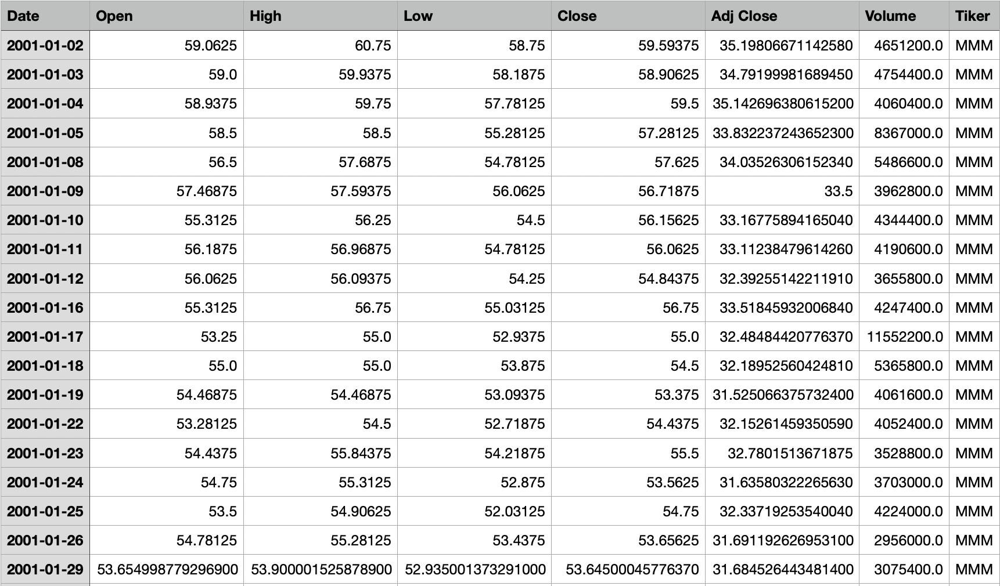 Date Open High Low Close Adj Close Volume Tiker
2001-01-02 59.0625 60.75 58.75 59.59375 35.19806671142580 4651200.0 MMM
2001-01-03 59.0 59.9375 58.1875 58.90625 34.79199981689450 4754400.0 MMM
2001-01-04 58.9375 59.75 57.78125 59.5 35.142696380615200 4060400.0 MMM
2001-01-05 58.5 58.5 55.28125 57.28125 33.832237243652300 8367000.0 MMM
2001-01-08 56.5 57.6875 54.78125 57.625 34.03526306152340 5486600.0 MMM
2001-01-09 57.46875 57.59375 56.0625 56.71875 33.5 3962800.0 MMM
2001-01-10 55.3125 56.25 54.5 56.15625 33.16775894165040 4344400.0 MMM
2001-01-11 56.1875 56.96875 54.78125 56.0625 33.11238479614260 4190600.0 MMM
2001-01-12 56.0625 56.09375 54.25 54.84375 32.39255142211910 3655800.0 MMM
2001-01-16 55.3125 56.75 55.03125 56.75 33.51845932006840 4247400.0 MMM
2001-01-17 53.25 55.0 52.9375 55.0 32.48484420776370 11552200.0 MMM
2001-01-18 55.0 55.0 53.875 54.5 32.18952560424810 5365800.0 MMM
2001-01-19 54.46875 54.46875 53.09375 53.375 31.525066375732400 4061600.0 MMM
2001-01-22 53.28125 54.5 52.71875 54.4375 32.15261459350590 4052400.0 MMM
2001-01-23 54.4375 55.84375 54.21875 55.5 32.7801513671875 3528800.0 MMM
2001-01-24 54.75 55.3125 52.875 53.5625 31.63580322265630 3703000.0 MMM
2001-01-25 53.5 54.90625 52.03125 54.75 32.33719253540040 4224000.0 MMM
2001-01-26 54.78125 55.28125 53.4375 53.65625 31.691192626953100 2956000.0 MMM
2001-01-29 53.654998779296900 53.900001525878900 52.935001373291000 53.64500045776370 31.684526443481400 3075400.0 MMM